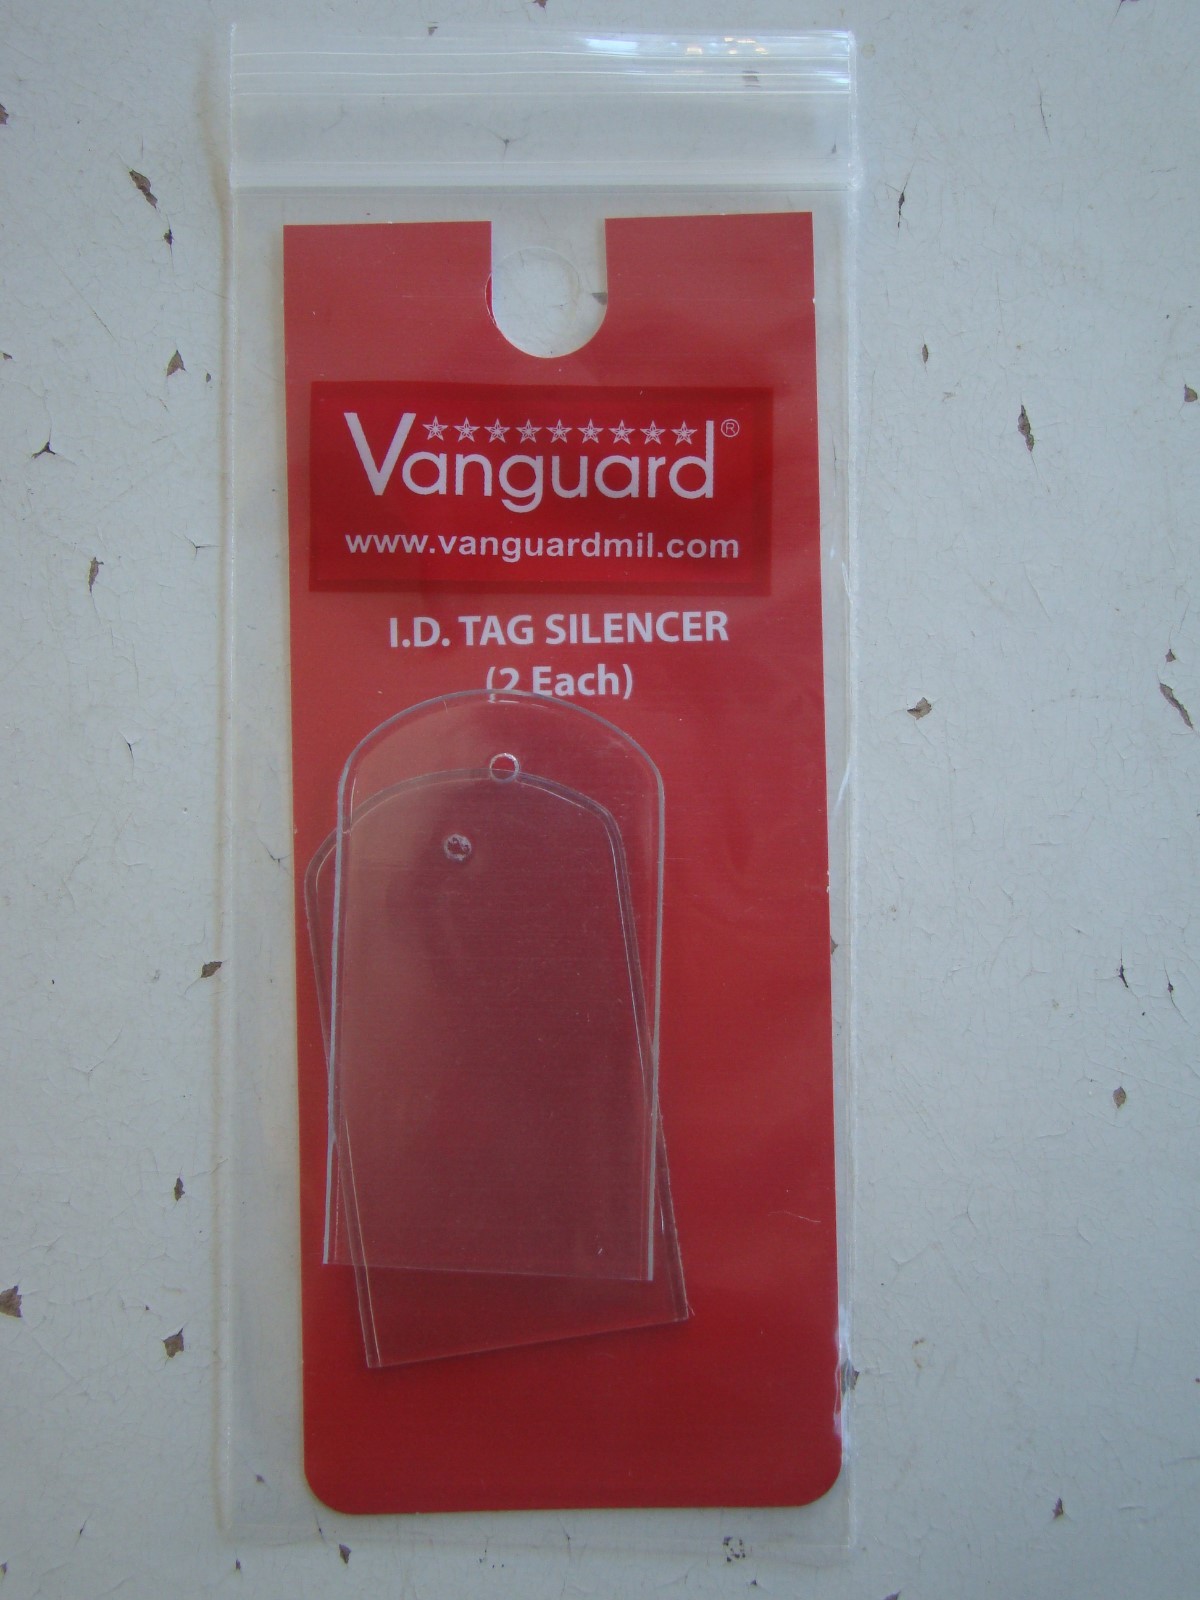 Vanguard®
www.vanguardmil.com
I.D. TAG SILENCER
(2 Each)